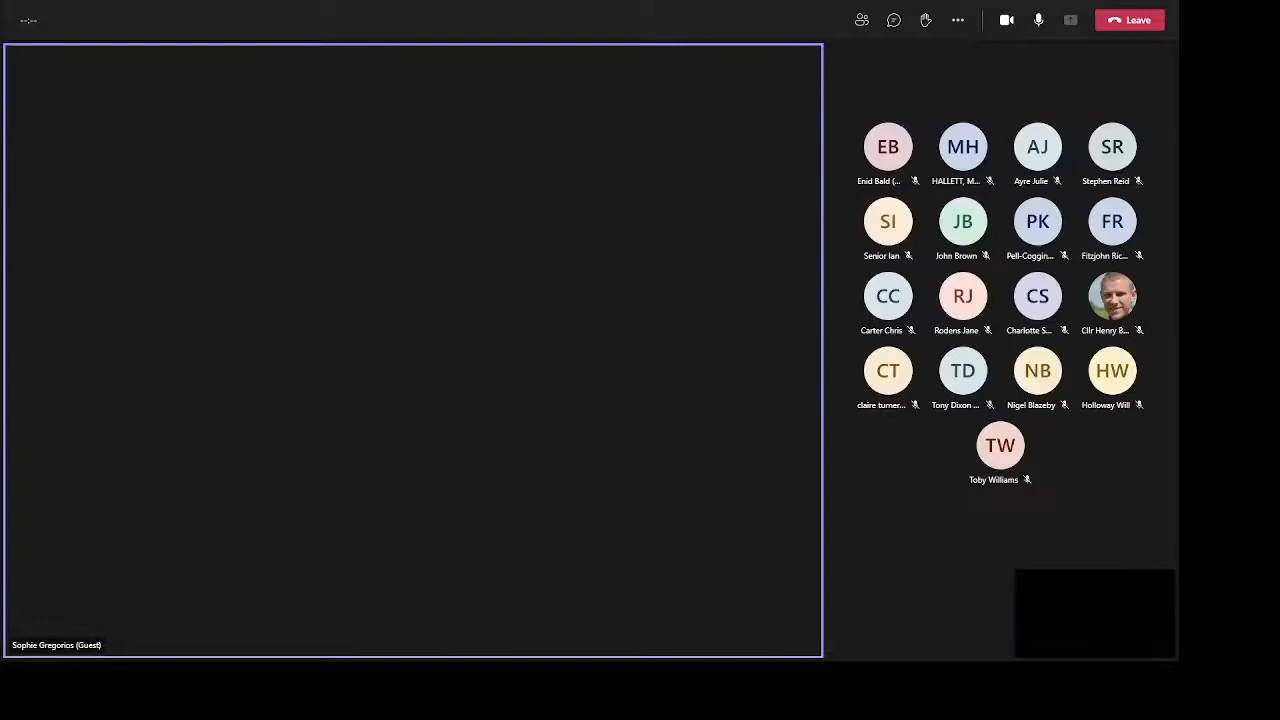 --:--
Leave
EB MH AJ SR
Enid Bald (... HALLETT, M... Ayre Julie Stephen Reid
SI JB PK FR
Senior Ian John Brown Pell-Coggin... Fitzjohn Ric...
CC RJ CS
Carter Chris Rodens Jane Charlotte S... Cllr Henry B...
CT TD NB HW
claire turner... Tony Dixon ... Nigel Blazeby Holloway Will
TW
Toby Williams
Sophie Gregorios (Guest)